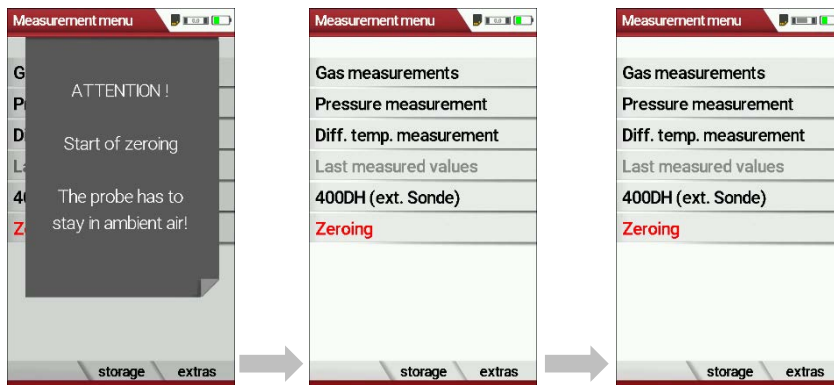 Measurement menu
G
ATTENTION !
P
D
Start of zeroing
La
The probe has to
40
stay in ambient air!
Z
storage extras
Measurement menu
Gas measurements
Pressure measurement
Diff. temp. measurement
Last measured values
400DH (ext. Sonde)
Zeroing
storage extras
Measurement menu
Gas measurements
Pressure measurement
Diff. temp. measurement
Last measured values
400DH (ext. Sonde)
Zeroing
storage extras